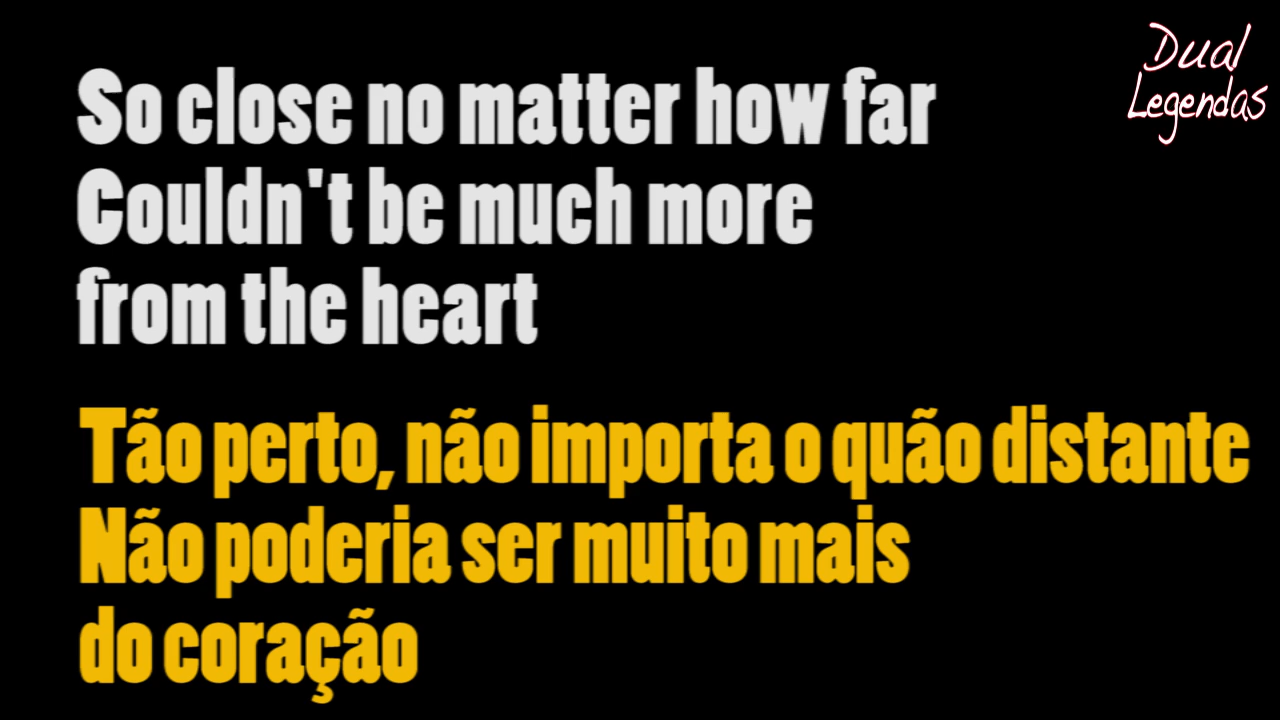 Dual
Legendas
So close no matter how far
Couldn't be much more
from the heart
Tão perto, não importa o quão distante
Não poderia ser muito mais
do coração